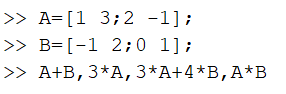 >> A=[1 3;2 -1];
>> B=[-1 2;0 1];
>> A+B,3*A,3*A+4*B,A*B